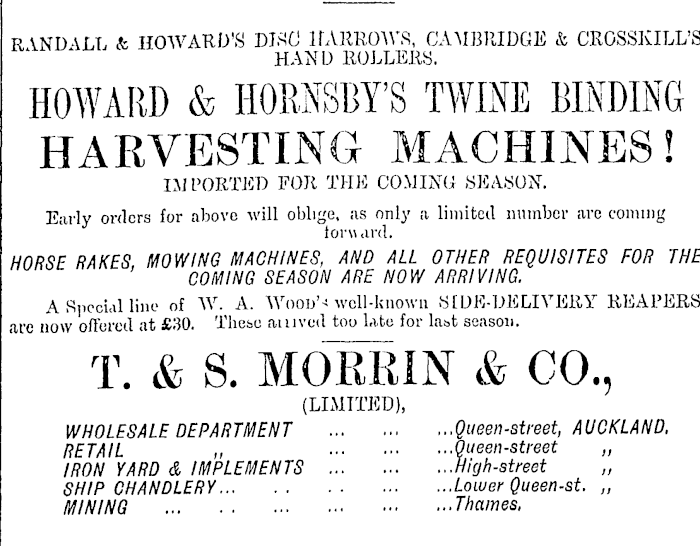 RANDALL & HOWARD'S DISC HARROWS, CAMBRIDGE & CROSSKILL'S
HAND ROLLERS.
HOWARD & HORNSBY'S TWINE BINDING
HARVESTING MACHINES!
IMPORTED FOR THE COMING SEASON.
Early orders for above will oblige, as only a limited number are coming
forward.
HORSE RAKES, MOWING MACHINES, AND ALL OTHER REQUISITES FOR THE
COMING SEASON ARE NOW ARRIVING.
A Special line of W. A. Wood's well-known SIDE-DELIVERY REAPERS
are now offered at £30. These arrived too late for last season.
T. & S. MORRIN & CO.,
(LIMITED),
WHOLESALE DEPARTMENT ... ... ...Queen-street, AUCKLAND.
RETAIL „ ... ... ...Queen-street „
IRON YARD & IMPLEMENTS ... ... ...High-street „
SHIP CHANDLERY... . . . . ... ... ...Lower Queen-st. „
MINING ... . . ... ... ... ...Thames.